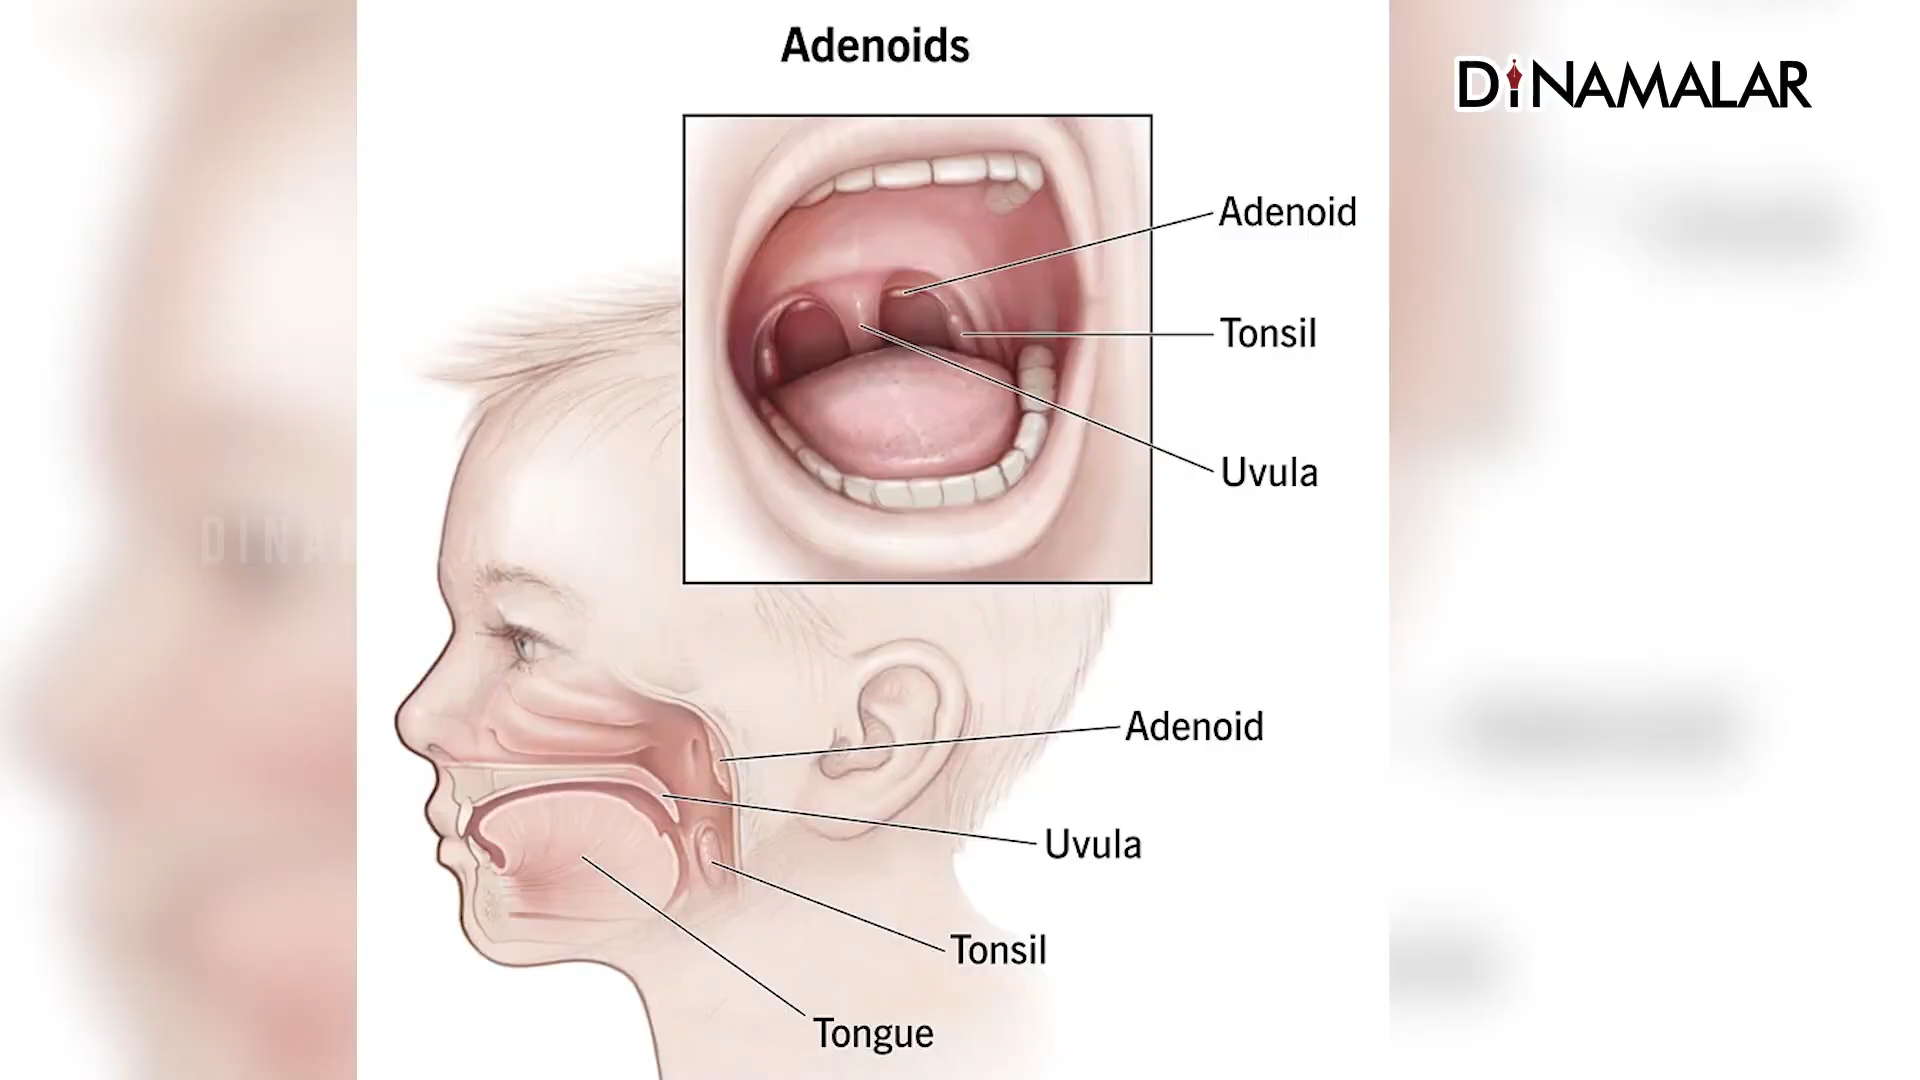 Adenoids
DINAMALAR
Adenoid
Tonsil
Uvula
Adenoid
Uvula
Tonsil
Tongue